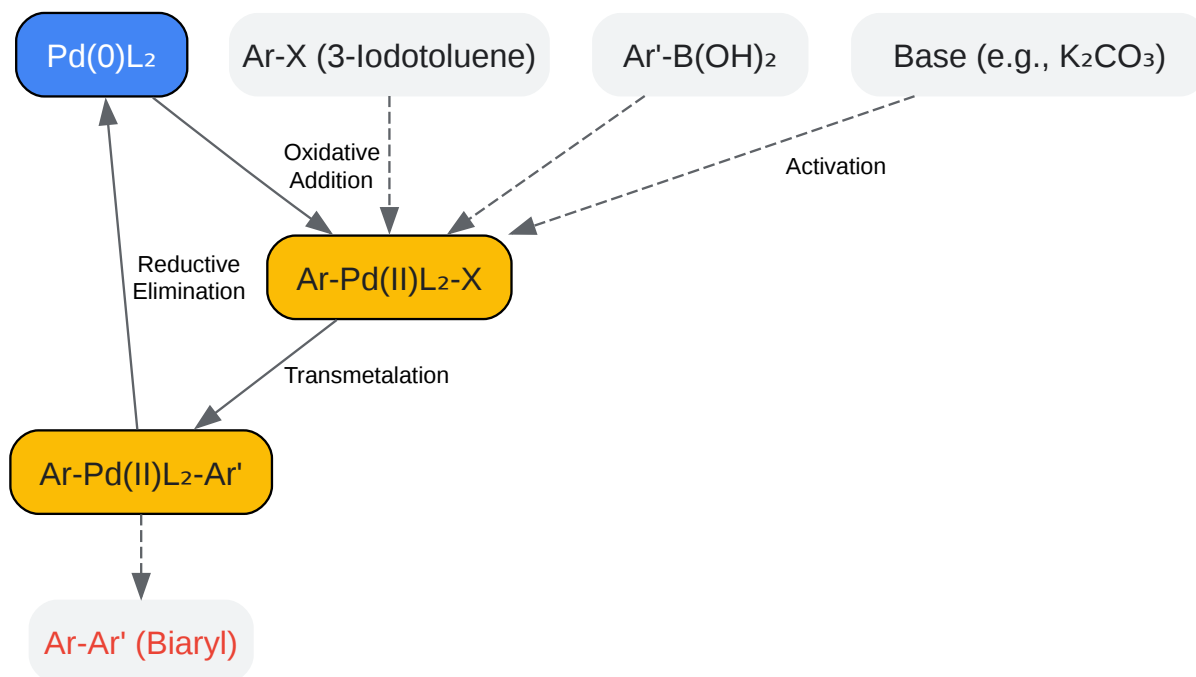 Pd(0)L₂
Ar-X (3-Iodotoluene)
Ar'-B(OH)₂
Base (e.g., K₂CO₃)
Oxidative
Addition
Activation
Reductive
Elimination
Ar-Pd(II)L₂-X
Transmetalation
Ar-Pd(II)L₂-Ar'
Ar-Ar' (Biaryl)